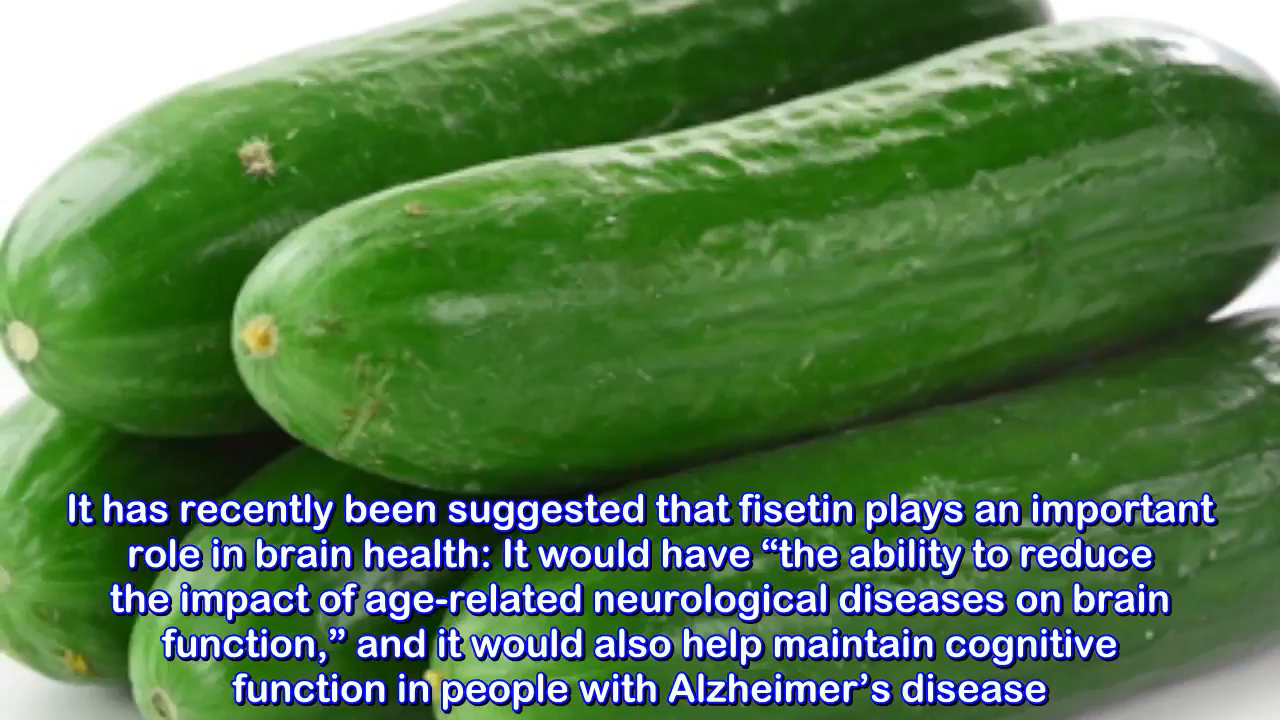 It has recently been suggested that fisetin plays an important
role in brain health: It would have “the ability to reduce
the impact of age-related neurological diseases on brain
function,” and it would also help maintain cognitive
function in people with Alzheimer’s disease